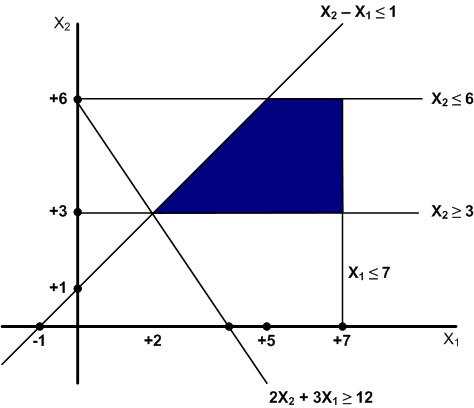 X₂ – X₁ ≤ 1
X₂
+6
X₂ ≤ 6
+3
X₂ ≥ 3
+1
X₁ ≤ 7
-1
+2
+5
+7
X₁
2X₂ + 3X₁ ≥ 12